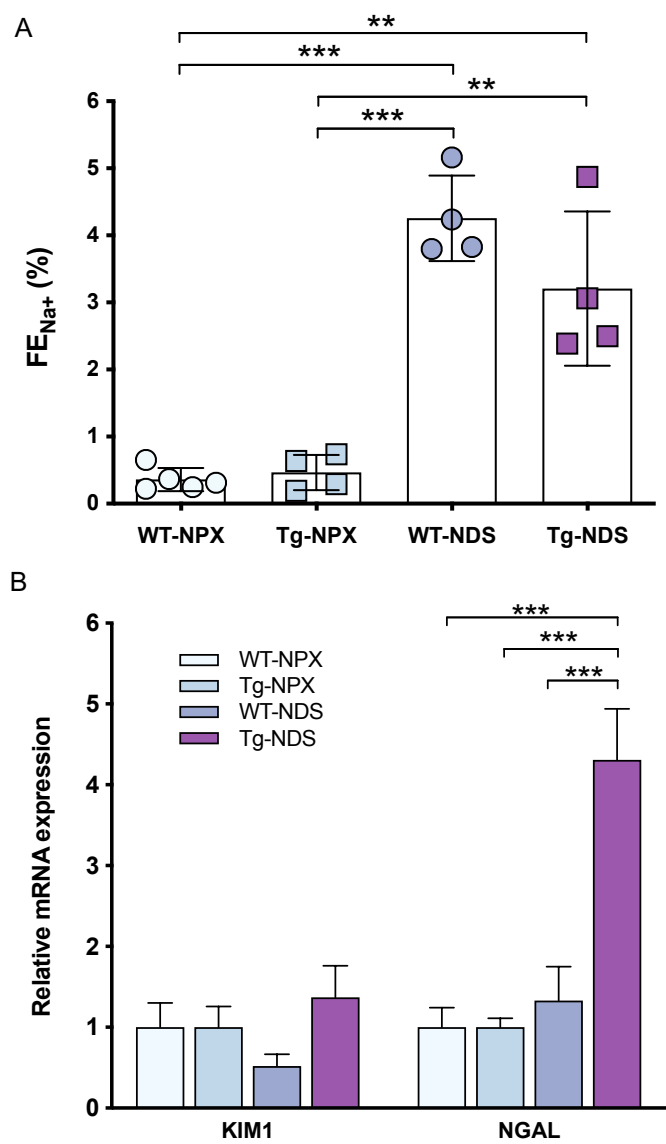 A
**
***
**
***
6
5
4
3
2
1
0
FENa+ (%)
WT-NPX Tg-NPX WT-NDS Tg-NDS
B
***
***
***
6
5
4
3
2
1
0
Relative mRNA expression
WT-NPX
Tg-NPX
WT-NDS
Tg-NDS
KIM1 NGAL